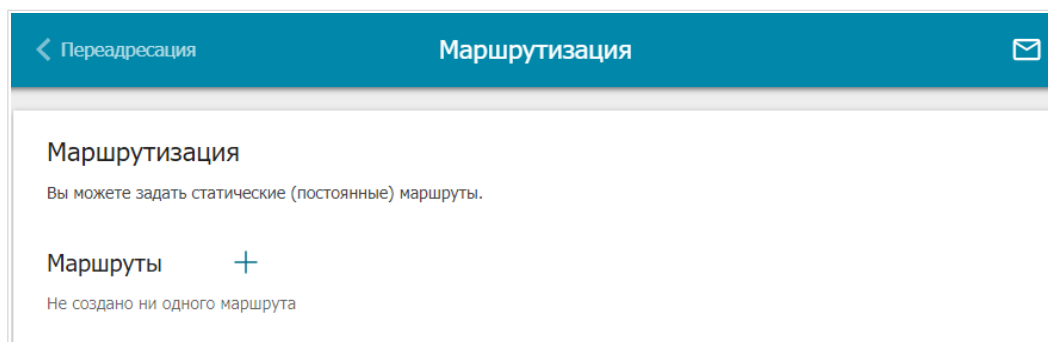 Переадресация
Маршрутизация
Маршрутизация
Вы можете задать статические (постоянные) маршруты.
Маршруты
Не создано ни одного маршрута